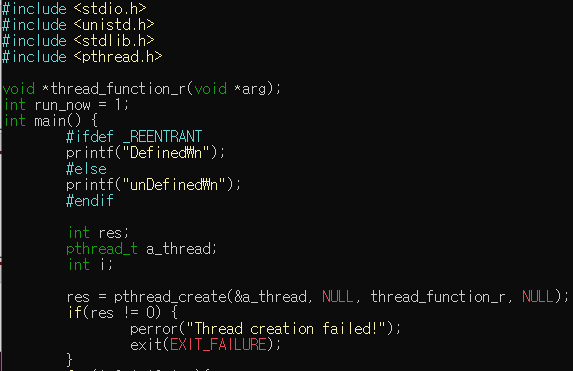 #include <stdio.h>
#include <unistd.h>
#include <stdlib.h>
#include <pthread.h>
void *thread_function_r(void *arg);
int run_now = 1;
int main() {
#ifdef _REENTRANT
printf("Defined₩n");
#else
printf("unDefined₩n");
#endif
int res;
pthread_t a_thread;
int i;
res = pthread_create(&a_thread, NULL, thread_function_r, NULL);
if(res != 0) {
perror("Thread creation failed!");
exit(EXIT_FAILURE);
}